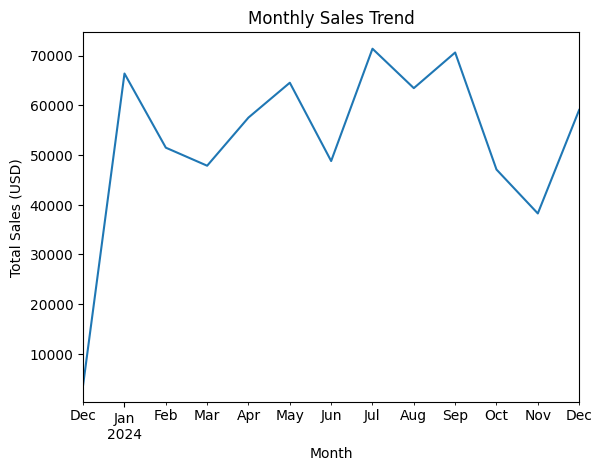 Monthly Sales Trend
70000
60000
50000
40000
30000
20000
10000
Total Sales (USD)
Dec Jan Feb Mar Apr May Jun Jul Aug Sep Oct Nov Dec
2024
Month